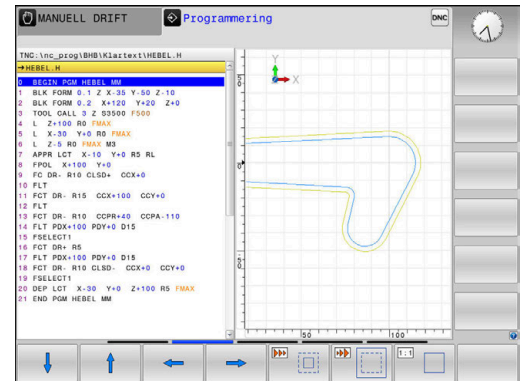 MANUELL DRIFT
Programmering
DNC
TNC:\nc_prog\BHB\Klartext\HEBEL.H
→HEBEL.H
0 BEGIN PGM HEBEL MM
1 BLK FORM 0.1 Z X-35 Y-50 Z-10
2 BLK FORM 0.2 X+120 Y+20 Z+0
3 TOOL CALL 3 Z S3500 F500
4 L Z+100 R0 FMAX
5 L X-30 Y+0 R0 FMAX
6 L Z-5 R0 FMAX M3
7 APPR LCT X-10 Y+0 R5 RL
8 FPOL X+100 Y+0
9 FC DR- R10 CLSD+ CCX+0
10 FLT
11 FCT DR- R15 CCX+100 CCY+0
12 FLT
13 FCT DR- R10 CCPR+40 CCPA-110
14 FLT PDX+100 PDY+0 D15
15 FSELECT1
16 FCT DR+ R5
17 FLT PDX+100 PDY+0 D15
18 FCT DR- R10 CLSD- CCX+0 CCY+0
19 FSELECT1
20 DEP LCT X-30 Y+0 Z+100 R5 FMAX
21 END PGM HEBEL MM
Y
X
50
100
1:1